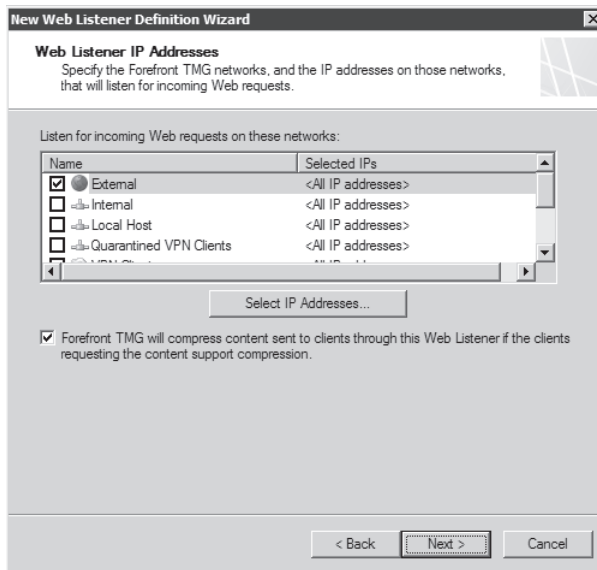 New Web Listener Definition Wizard
Web Listener IP Addresses
Specify the Forefront TMG networks, and the IP addresses on those networks,
that will listen for incoming Web requests.
Listen for incoming Web requests on these networks:
Name Selected IPs
External <All IP addresses>
Internal <All IP addresses>
Local Host <All IP addresses>
Quarantined VPN Clients <All IP addresses>
Select IP Addresses...
Forefront TMG will compress content sent to clients through this Web Listener if the clients
requesting the content support compression.
< Back Next > Cancel